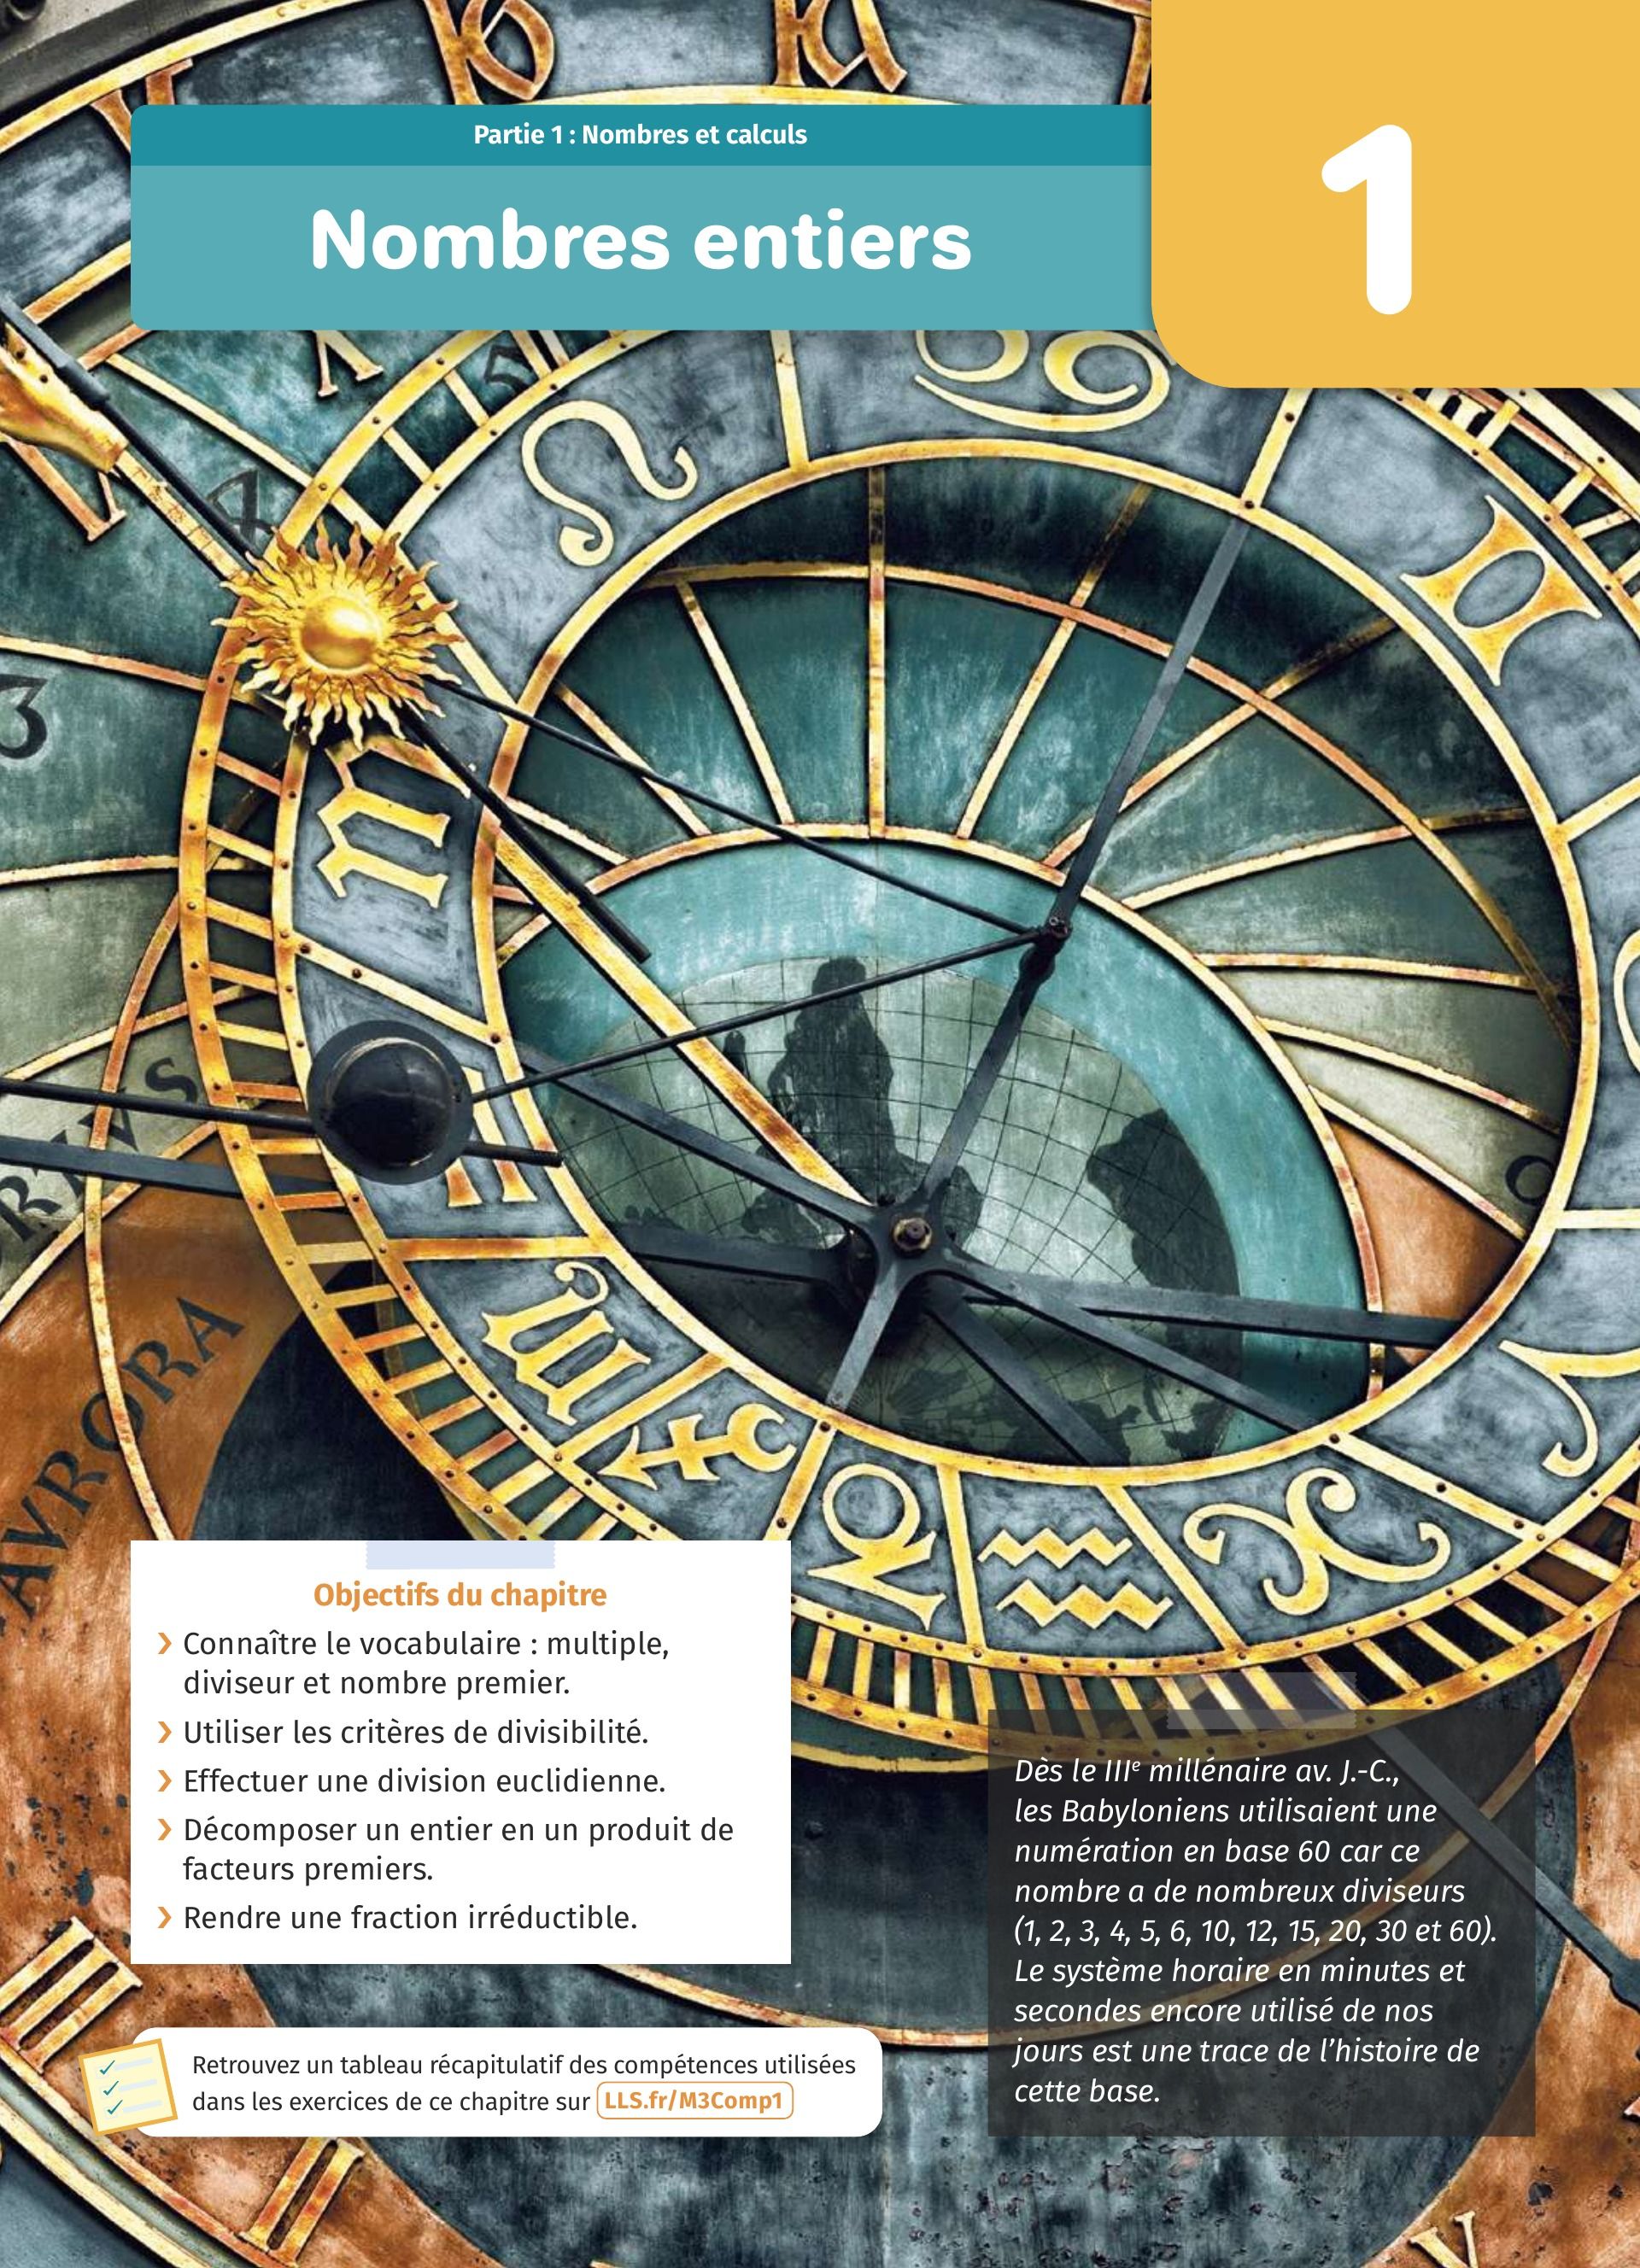 Partie 1 : Nombres et calculs
Nombres entiers
1
AVRORA
Objectifs du chapitre
› Connaître le vocabulaire : multiple,
diviseur et nombre premier.
› Utiliser les critères de divisibilité.
› Effectuer une division euclidienne.
› Décomposer un entier en un produit de
facteurs premiers.
› Rendre une fraction irréductible.
Dès le IIIe millénaire av. J.-C.,
les Babyloniens utilisaient une
numération en base 60 car ce
nombre a de nombreux diviseurs
(1, 2, 3, 4, 5, 6, 10, 12, 15, 20, 30 et 60).
Le système horaire en minutes et
secondes encore utilisé de nos
jours est une trace de l’histoire de
cette base.
Retrouvez un tableau récapitulatif des compétences utilisées
dans les exercices de ce chapitre sur LLS.fr/M3Comp1